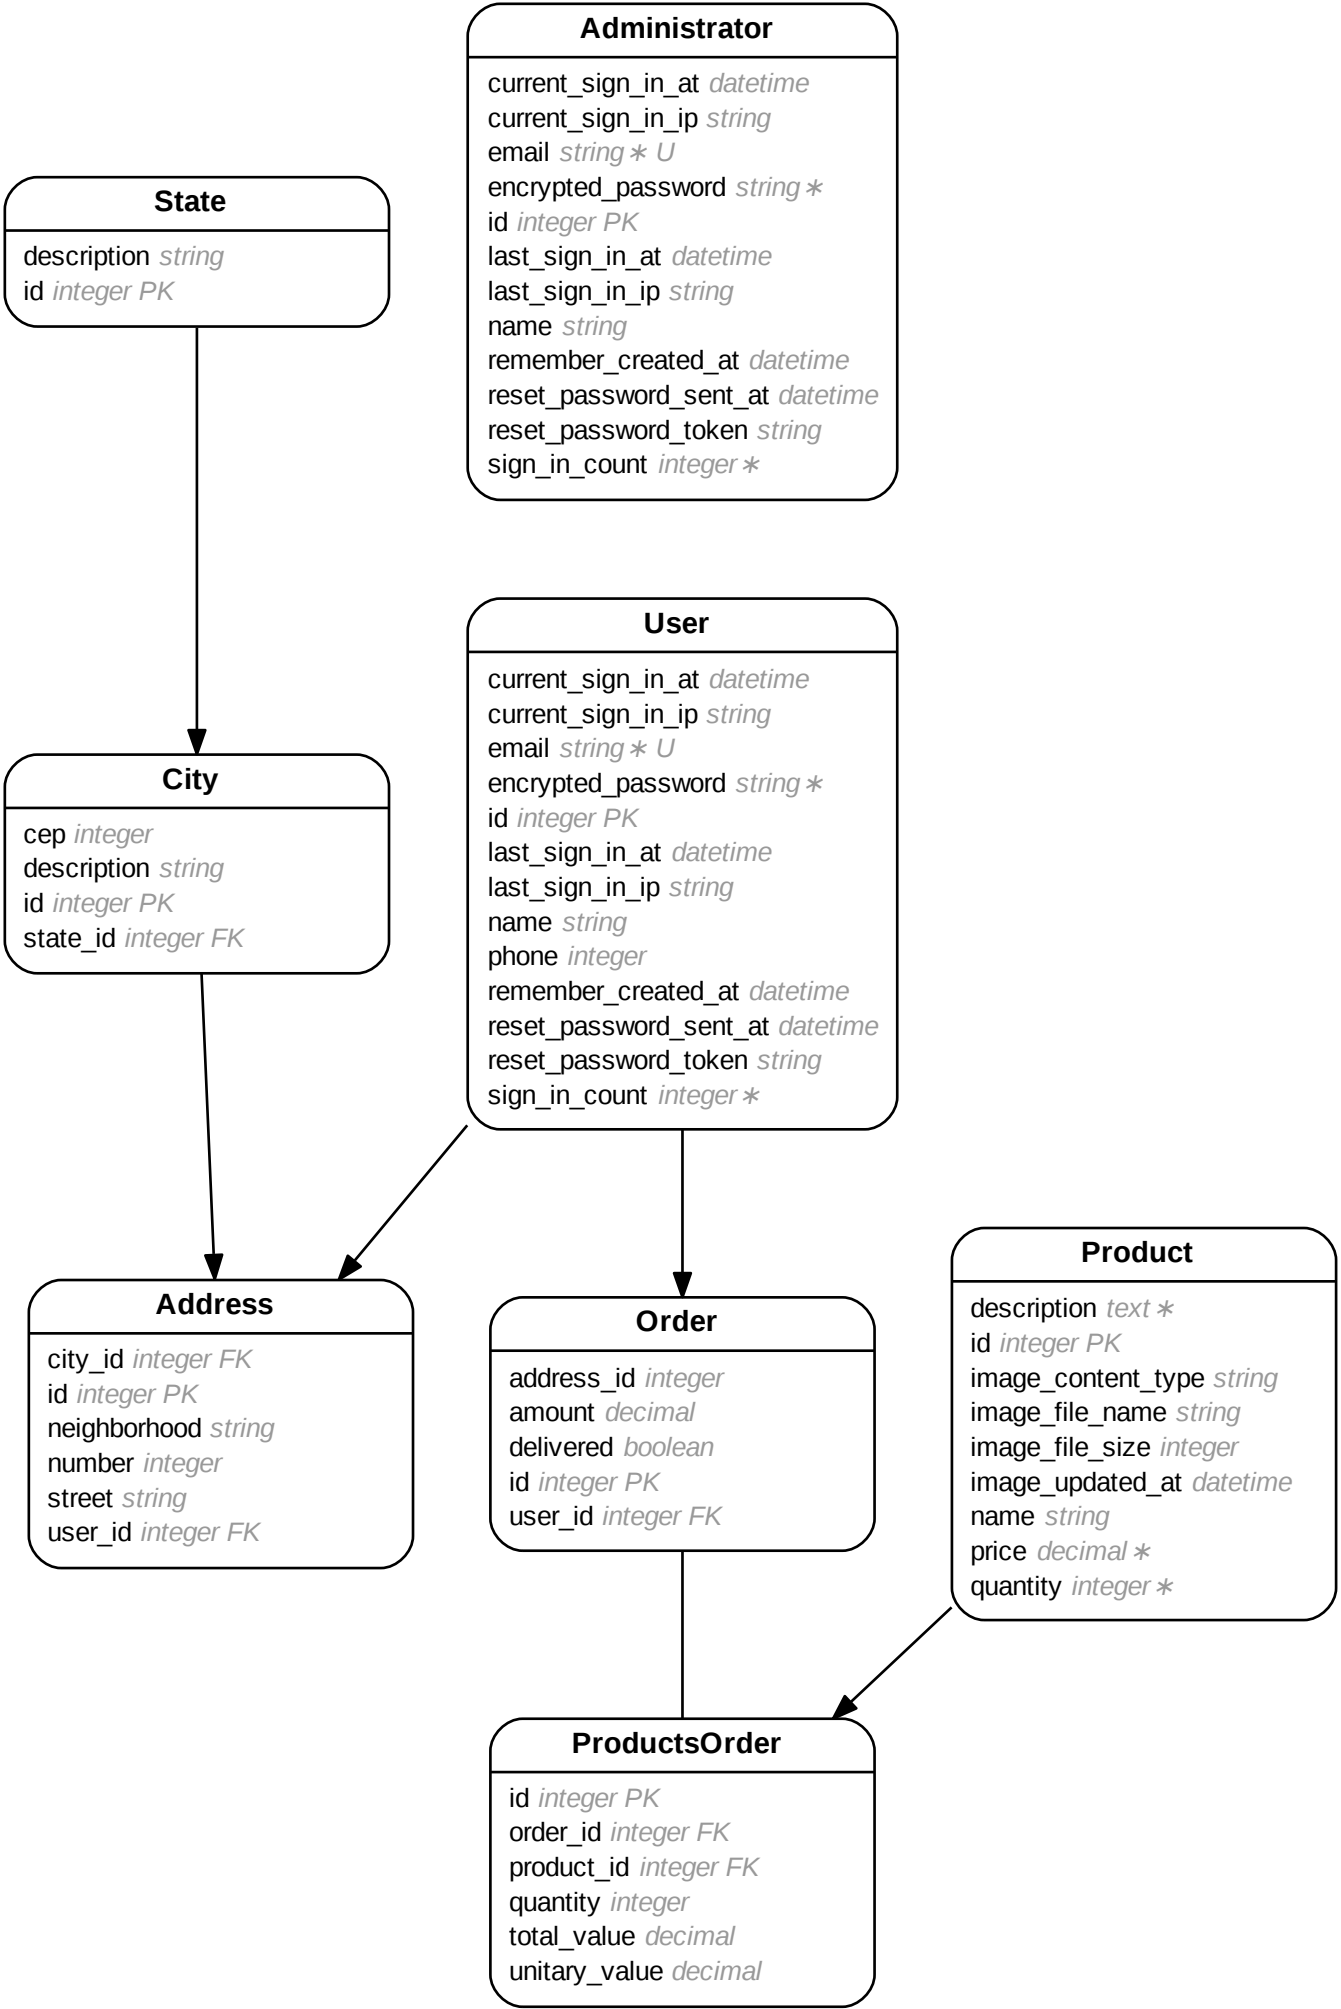 Administrator
current_sign_in_at datetime
current_sign_in_ip string
email string∗ U
encrypted_password string∗
id integer PK
last_sign_in_at datetime
last_sign_in_ip string
name string
remember_created_at datetime
reset_password_sent_at datetime
reset_password_token string
sign_in_count integer∗
State
description string
id integer PK
City
cep integer
description string
id integer PK
state_id integer FK
User
current_sign_in_at datetime
current_sign_in_ip string
email string∗ U
encrypted_password string∗
id integer PK
last_sign_in_at datetime
last_sign_in_ip string
name string
phone integer
remember_created_at datetime
reset_password_sent_at datetime
reset_password_token string
sign_in_count integer∗
Address
city_id integer FK
id integer PK
neighborhood string
number integer
street string
user_id integer FK
Order
address_id integer
amount decimal
delivered boolean
id integer PK
user_id integer FK
Product
description text∗
id integer PK
image_content_type string
image_file_name string
image_file_size integer
image_updated_at datetime
name string
price decimal∗
quantity integer∗
ProductsOrder
id integer PK
order_id integer FK
product_id integer FK
quantity integer
total_value decimal
unitary_value decimal